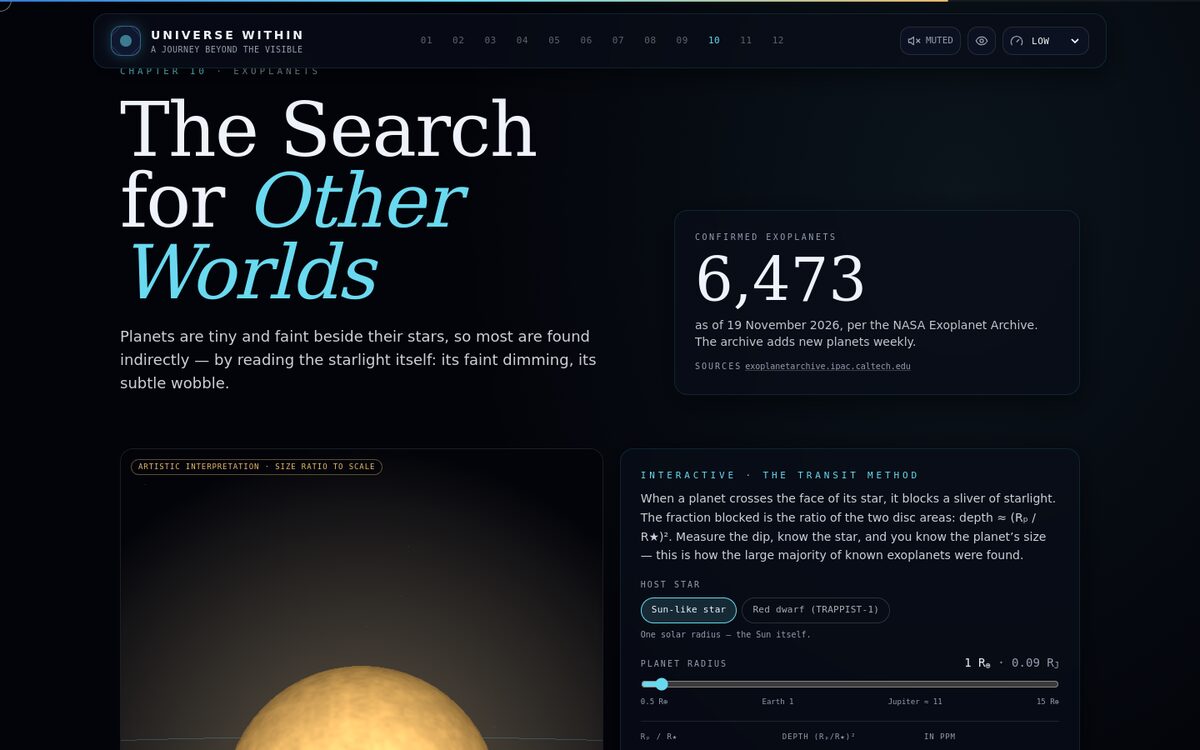 UNIVERSE WITHIN
A JOURNEY BEYOND THE VISIBLE
01 02 03 04 05 06 07 08 09 10 11 12
MUTED
LOW
CHAPTER 10 · EXOPLANETS
The Search
for Other
Worlds
Planets are tiny and faint beside their stars, so most are found
indirectly — by reading the starlight itself: its faint dimming, its
subtle wobble.
CONFIRMED EXOPLANETS
6,473
as of 19 November 2026, per the NASA Exoplanet Archive.
The archive adds new planets weekly.
SOURCES exoplanetarchive.ipac.caltech.edu
ARTISTIC INTERPRETATION · SIZE RATIO TO SCALE
INTERACTIVE · THE TRANSIT METHOD
When a planet crosses the face of its star, it blocks a sliver of starlight.
The fraction blocked is the ratio of the two disc areas: depth ≈ (Rₚ /
R★)². Measure the dip, know the star, and you know the planet’s size
— this is how the large majority of known exoplanets were found.
HOST STAR
Sun-like star
Red dwarf (TRAPPIST-1)
One solar radius — the Sun itself.
PLANET RADIUS
1 R⊕ · 0.09 RJ
0.5 R⊕ Earth 1 Jupiter ≈ 11 15 R⊕
Rₚ / R★ DEPTH (Rₚ/R★)² IN PPM